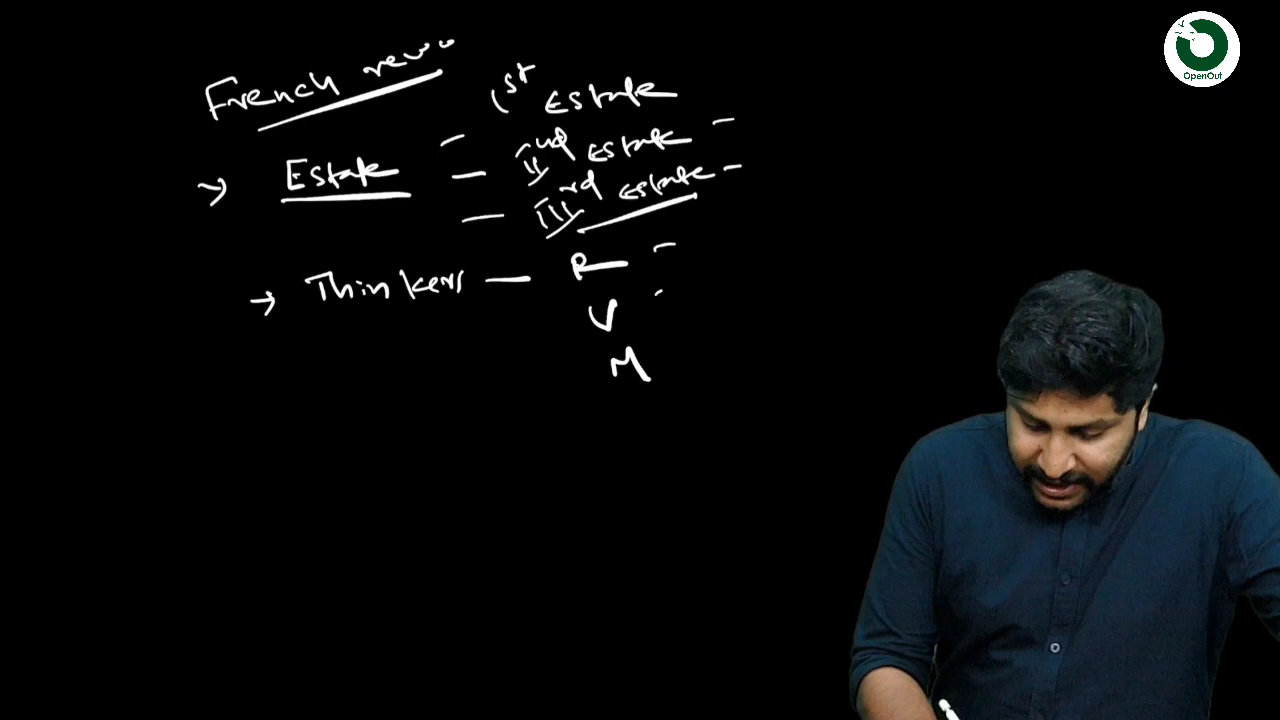 French revo
→ Estate - 1st Estate -
- IInd Estate -
- IIIrd Estate -
→ Thinkers - R -
V -
M
OpenOut